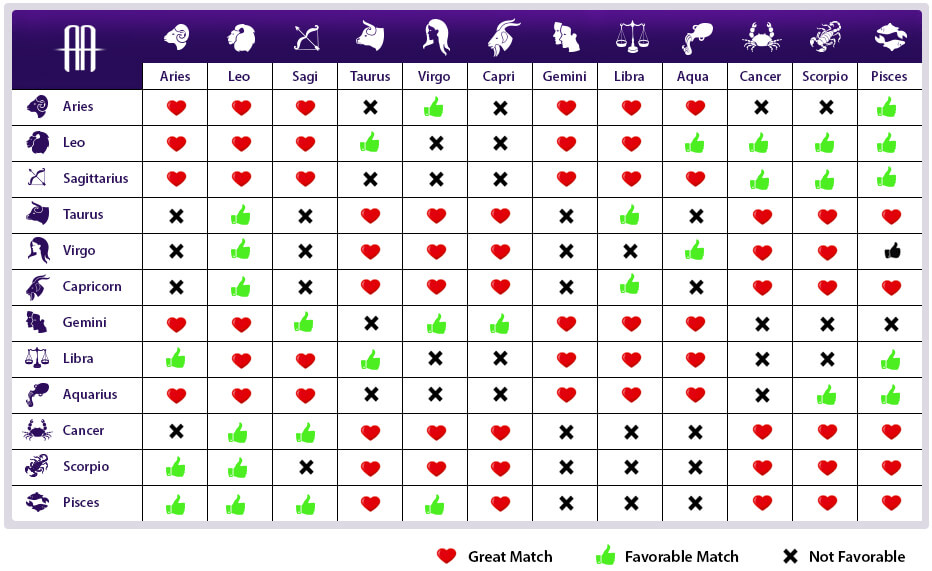 AA
Aries Leo Sagi Taurus Virgo Capri Gemini Libra Aqua Cancer Scorpio Pisces
Aries
Leo
Sagittarius
Taurus
Virgo
Capricorn
Gemini
Libra
Aquarius
Cancer
Scorpio
Pisces
Great Match Favorable Match Not Favorable